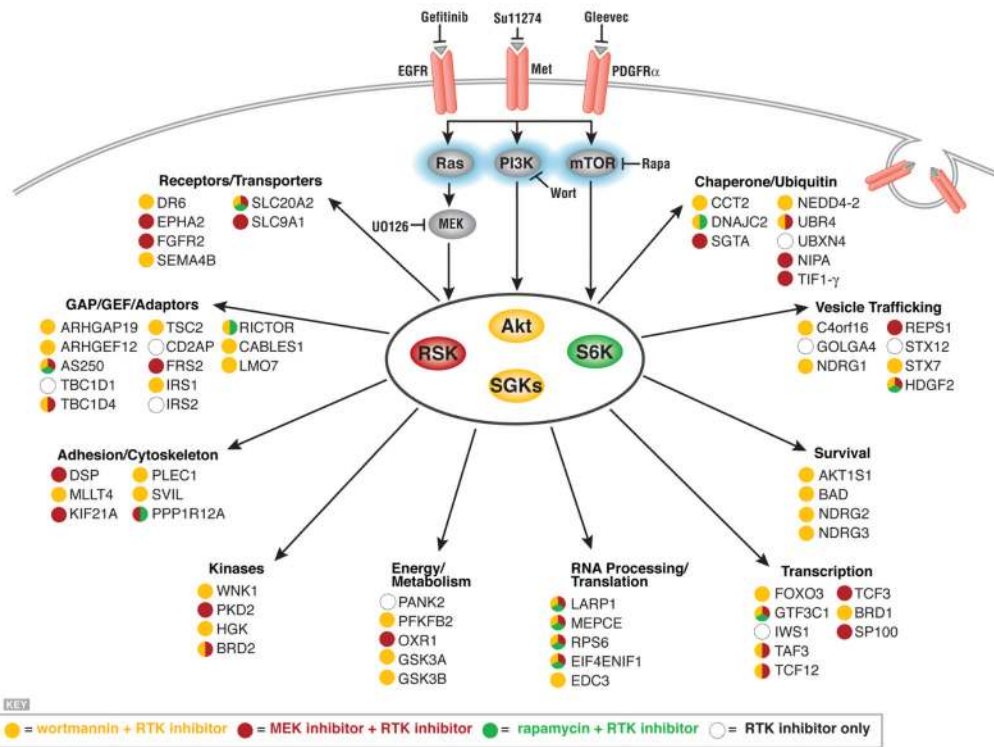 Gefitinib
Su11274
Gleevec
EGFR
Met
PDGFRα
Ras
PI3K
mTOR
Rapa
Wort
UO126
MEK
Receptors/Transporters
DR6
EPHA2
FGFR2
SEMA4B
SLC20A2
SLC9A1
Chaperone/Ubiquitin
CCT2
DNAJC2
SGTA
NEDD4-2
UBR4
UBXN4
NIPA
TIF1-γ
GAP/GEF/Adaptors
ARHGAP19
ARHGEF12
AS250
TBC1D1
TBC1D4
TSC2
CD2AP
FRS2
IRS1
IRS2
RICTOR
CABLES1
LMO7
Akt
RSK
S6K
SGKs
Vesicle Trafficking
C4orf16
GOLGA4
NDRG1
REPS1
STX12
STX7
HDGF2
Adhesion/Cytoskeleton
DSP
MLLT4
KIF21A
PLEC1
SVIL
PPP1R12A
Survival
AKT1S1
BAD
NDRG2
NDRG3
Kinases
WNK1
PKD2
HGK
BRD2
Energy/
Metabolism
PANK2
PFKFB2
OXR1
GSK3A
GSK3B
RNA Processing/
Translation
LARP1
MEPCE
RPS6
EIF4ENIF1
EDC3
Transcription
FOXO3
GTF3C1
IWS1
TAF3
TCF12
TCF3
BRD1
SP100
KEY
= wortmannin + RTK inhibitor = MEK inhibitor + RTK inhibitor = rapamycin + RTK inhibitor = RTK inhibitor only